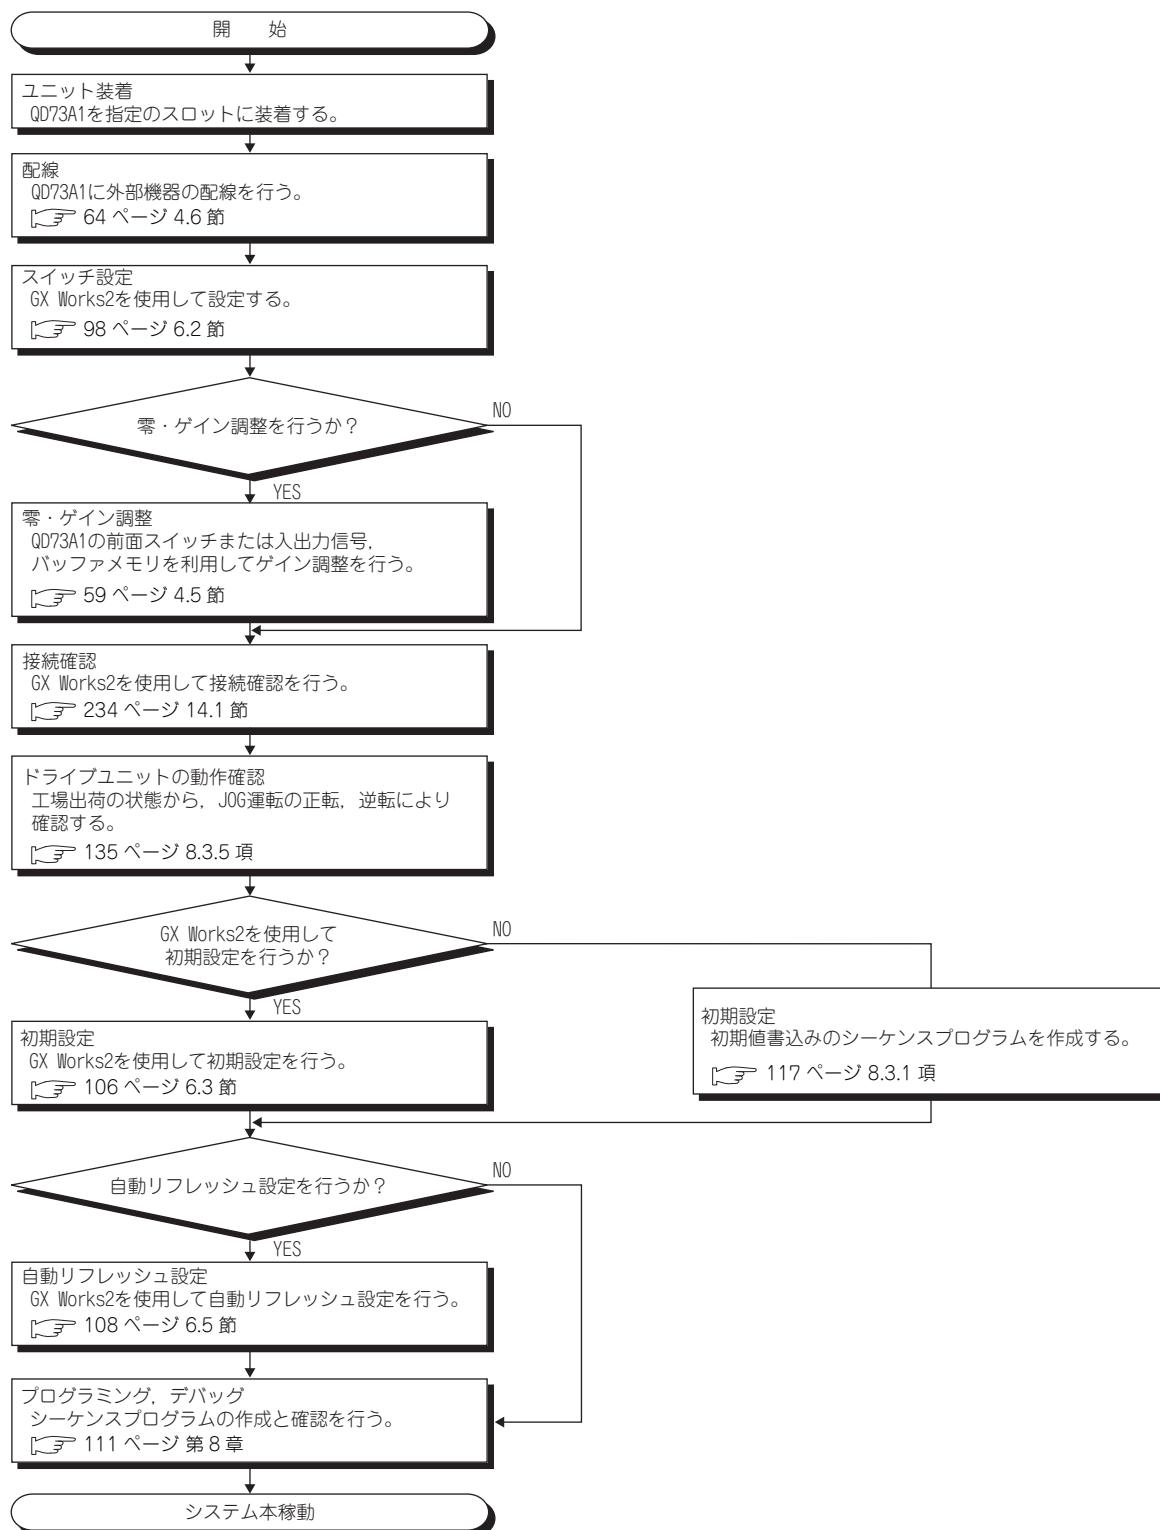 開　始
ユニット装着
QD73A1を指定のスロットに装着する。
配線
QD73A1に外部機器の配線を行う。
64 ページ 4.6 節
スイッチ設定
GX Works2を使用して設定する。
98 ページ 6.2 節
零・ゲイン調整を行うか？
NO
YES
零・ゲイン調整
QD73A1の前面スイッチまたは入出力信号，
バッファメモリを利用してゲイン調整を行う。
59 ページ 4.5 節
接続確認
GX Works2を使用して接続確認を行う。
234 ページ 14.1 節
ドライブユニットの動作確認
工場出荷の状態から，JOG運転の正転，逆転により
確認する。
135 ページ 8.3.5 項
GX Works2を使用して
初期設定を行うか？
NO
YES
初期設定
GX Works2を使用して初期設定を行う。
106 ページ 6.3 節
初期設定
初期値書込みのシーケンスプログラムを作成する。
117 ページ 8.3.1 項
自動リフレッシュ設定を行うか？
NO
YES
自動リフレッシュ設定
GX Works2を使用して自動リフレッシュ設定を行う。
108 ページ 6.5 節
プログラミング，デバッグ
シーケンスプログラムの作成と確認を行う。
111 ページ 第 8 章
システム本稼動